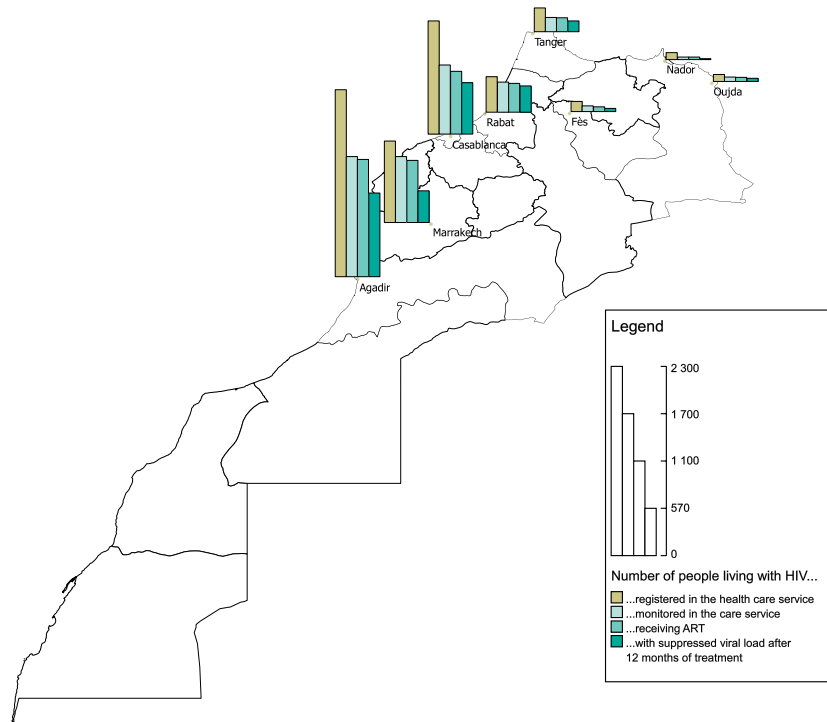 Tanger
Nador
Oujda
Rabat
Fès
Casablanca
Marrakech
Agadir
Legend
2 300
1 700
1 100
570
0
Number of people living with HIV...
...registered in the health care service
...monitored in the care service
...receiving ART
...with suppressed viral load after
12 months of treatment